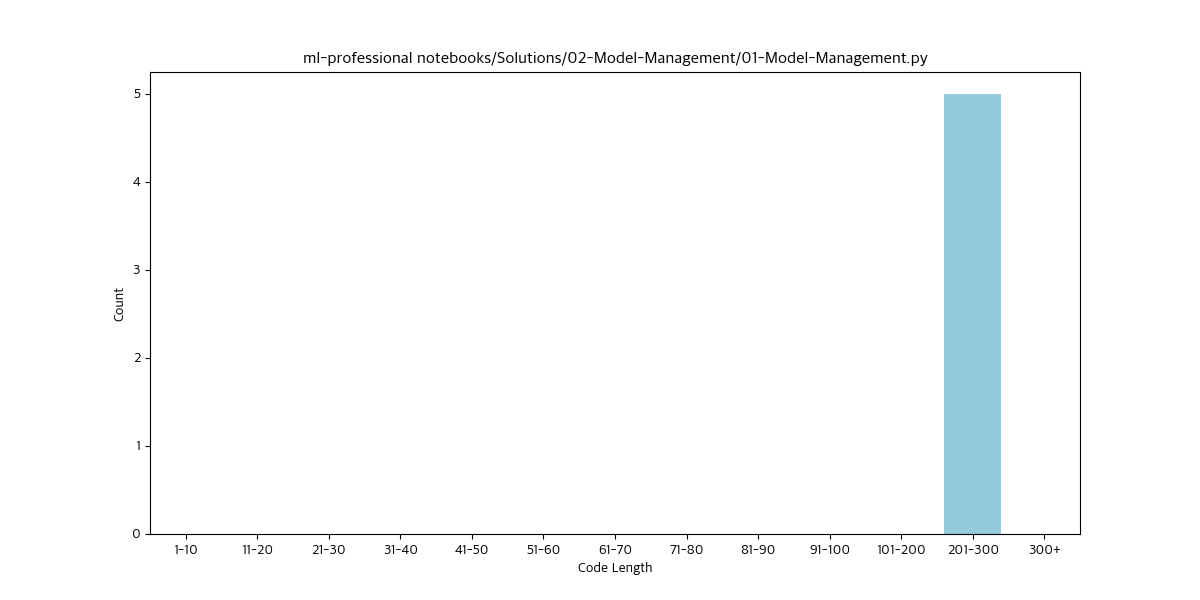 ml-professional notebooks/Solutions/02-Model-Management/01-Model-Management.py
5
4
3
2
1
0
Count
1-10 11-20 21-30 31-40 41-50 51-60 61-70 71-80 81-90 91-100 101-200 201-300 300+
Code Length